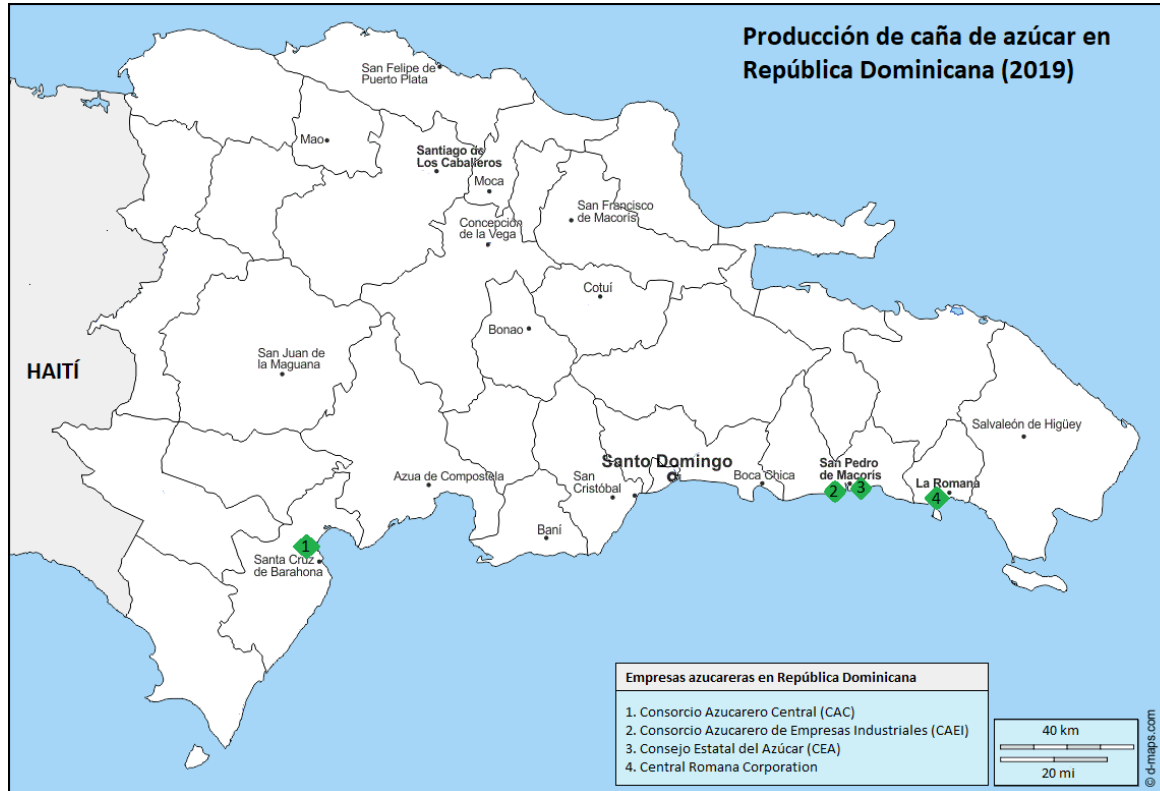 Producción de caña de azúcar en
República Dominicana (2019)
San Felipe de
Puerto Plata
Mao
Santiago de
Los Caballeros
Moca
San Francisco
de Macorís
Concepción
de la Vega
Cotuí
Bonao
San Juan de
la Maguana
HAITÍ
Salvaleón de Higüey
Santo Domingo
San Pedro
de Macorís
Azua de Compostela
San
Cristóbal
Boca Chica
La Romana
2
3
4
Baní
1
Santa Cruz
de Barahona
Empresas azucareras en República Dominicana
1. Consorcio Azucarero Central (CAC)
2. Consorcio Azucarero de Empresas Industriales (CAEI)
3. Consejo Estatal del Azúcar (CEA)
4. Central Romana Corporation
40 km
20 mi
© d-maps.com